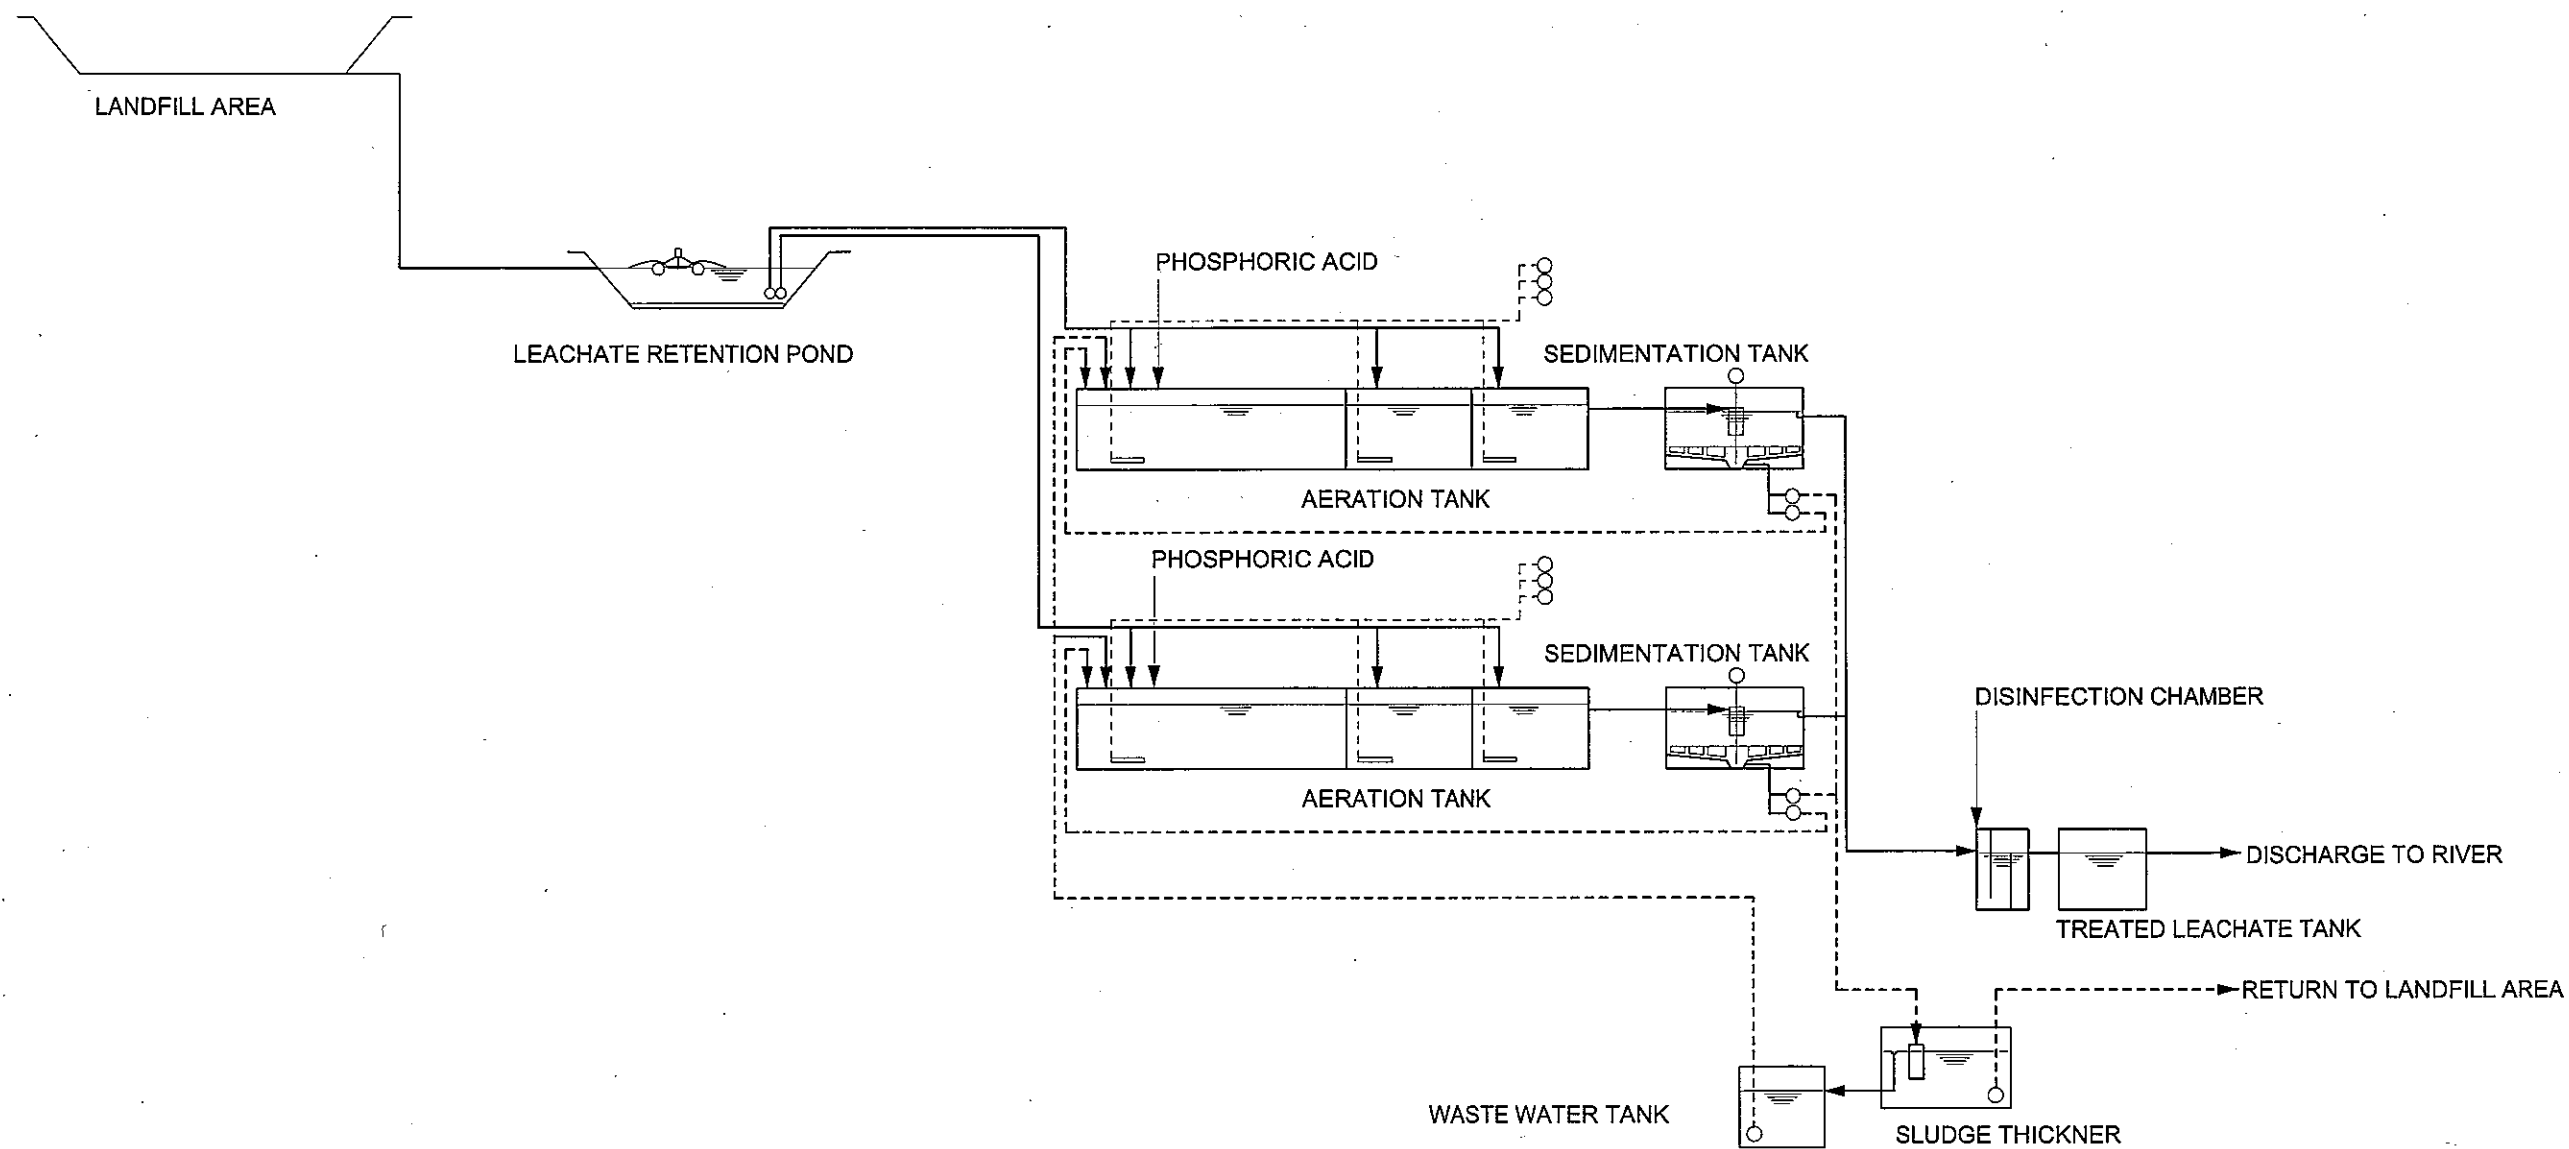 LANDFILL AREA
LEACHATE RETENTION POND
PHOSPHORIC ACID
SEDIMENTATION TANK
AERATION TANK
PHOSPHORIC ACID
SEDIMENTATION TANK
AERATION TANK
DISINFECTION CHAMBER
DISCHARGE TO RIVER
TREATED LEACHATE TANK
RETURN TO LANDFILL AREA
WASTE WATER TANK
SLUDGE THICKNER